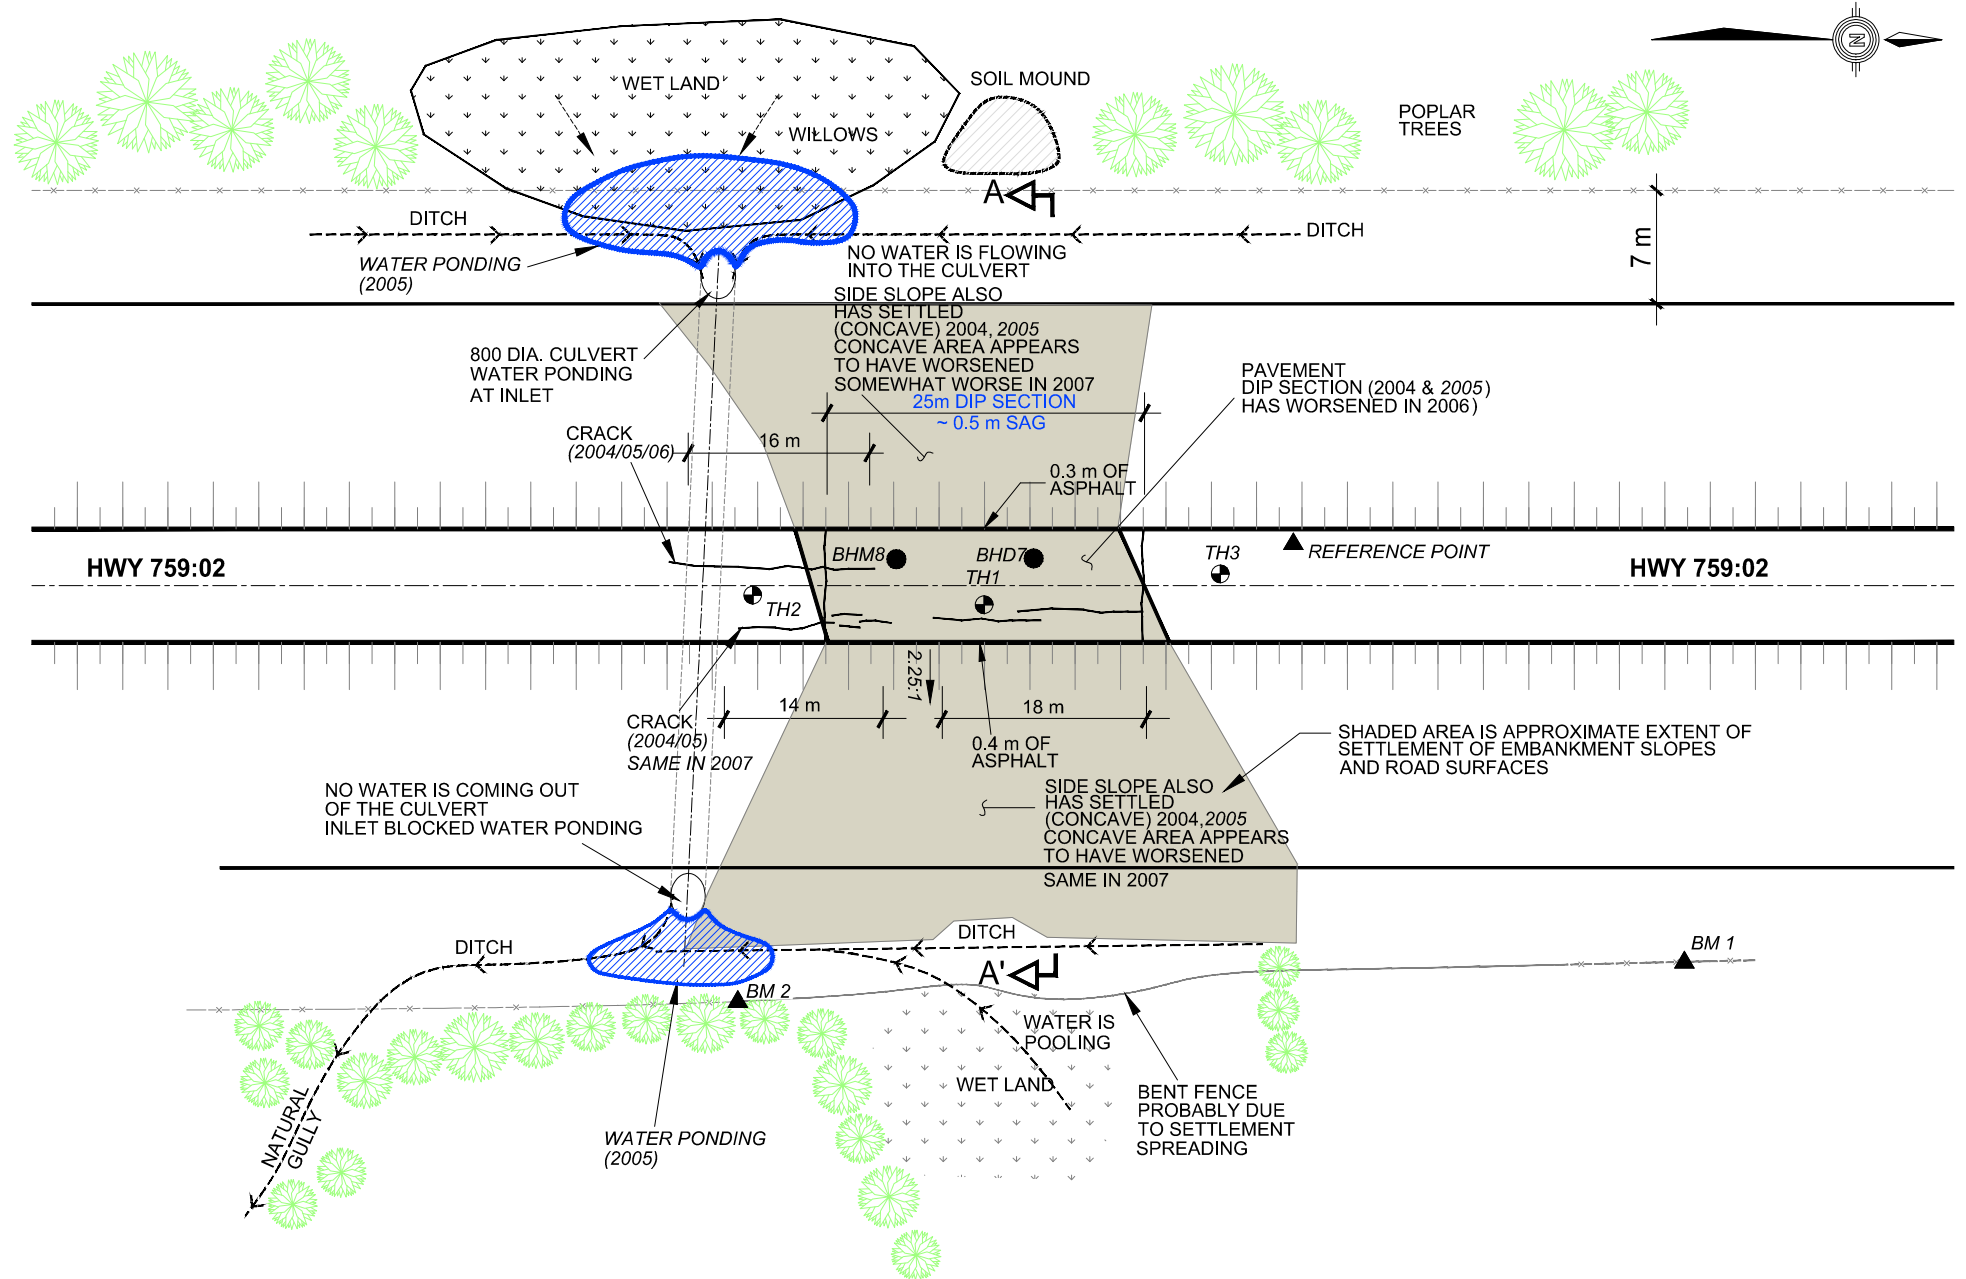 N
WET LAND
SOIL MOUND
WILLOWS
POPLAR
TREES
A
DITCH
DITCH
7 m
WATER PONDING
(2005)
NO WATER IS FLOWING
INTO THE CULVERT
SIDE SLOPE ALSO
HAS SETTLED
(CONCAVE) 2004, 2005
CONCAVE AREA APPEARS
TO HAVE WORSENED
SOMEWHAT WORSE IN 2007
25m DIP SECTION
~ 0.5 m SAG
800 DIA. CULVERT
WATER PONDING
AT INLET
PAVEMENT
DIP SECTION (2004 & 2005)
HAS WORSENED IN 2006)
CRACK
(2004/05/06)
16 m
0.3 m OF
ASPHALT
HWY 759:02
BHM8
BHD7
TH1
TH2
TH3
REFERENCE POINT
HWY 759:02
2.25:1
14 m
18 m
CRACK
(2004/05)
SAME IN 2007
0.4 m OF
ASPHALT
SHADED AREA IS APPROXIMATE EXTENT OF
SETTLEMENT OF EMBANKMENT SLOPES
AND ROAD SURFACES
NO WATER IS COMING OUT
OF THE CULVERT
INLET BLOCKED WATER PONDING
SIDE SLOPE ALSO
HAS SETTLED
(CONCAVE) 2004,2005
CONCAVE AREA APPEARS
TO HAVE WORSENED
SAME IN 2007
DITCH
DITCH
A'
BM 1
BM 2
WATER IS
POOLING
WET LAND
BENT FENCE
PROBABLY DUE
TO SETTLEMENT
SPREADING
NATURAL
GULLY
WATER PONDING
(2005)